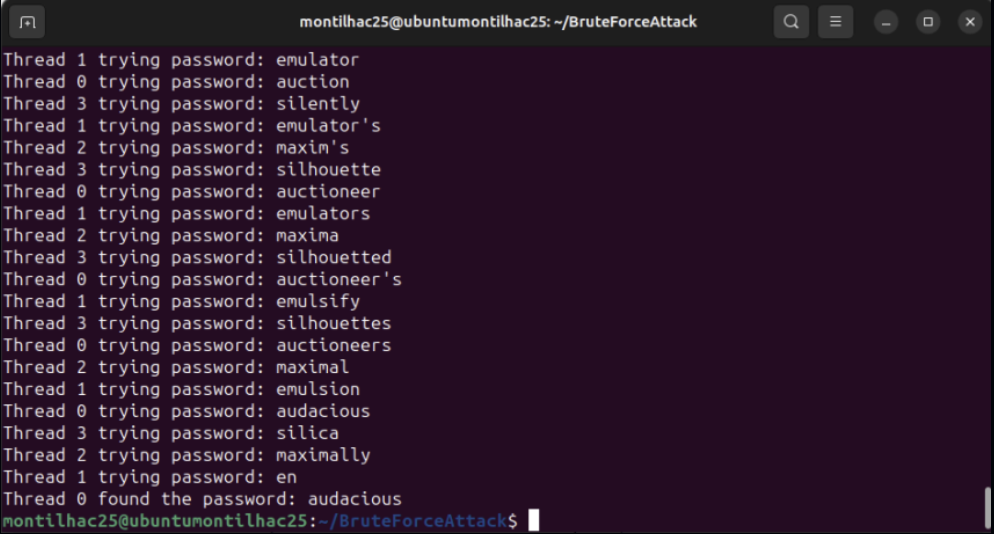 montilhac25@ubuntumontilhac25: ~/BruteForceAttack
Thread 1 trying password: emulator
Thread 0 trying password: auction
Thread 3 trying password: silently
Thread 1 trying password: emulator's
Thread 2 trying password: maxim's
Thread 3 trying password: silhouette
Thread 0 trying password: auctioneer
Thread 1 trying password: emulators
Thread 2 trying password: maxima
Thread 3 trying password: silhouetted
Thread 0 trying password: auctioneer's
Thread 1 trying password: emulsify
Thread 3 trying password: silhouettes
Thread 0 trying password: auctioneers
Thread 2 trying password: maximal
Thread 1 trying password: emulsion
Thread 0 trying password: audacious
Thread 3 trying password: silica
Thread 2 trying password: maximally
Thread 1 trying password: en
Thread 0 found the password: audacious
montilhac25@ubuntumontilhac25:~/BruteForceAttack$